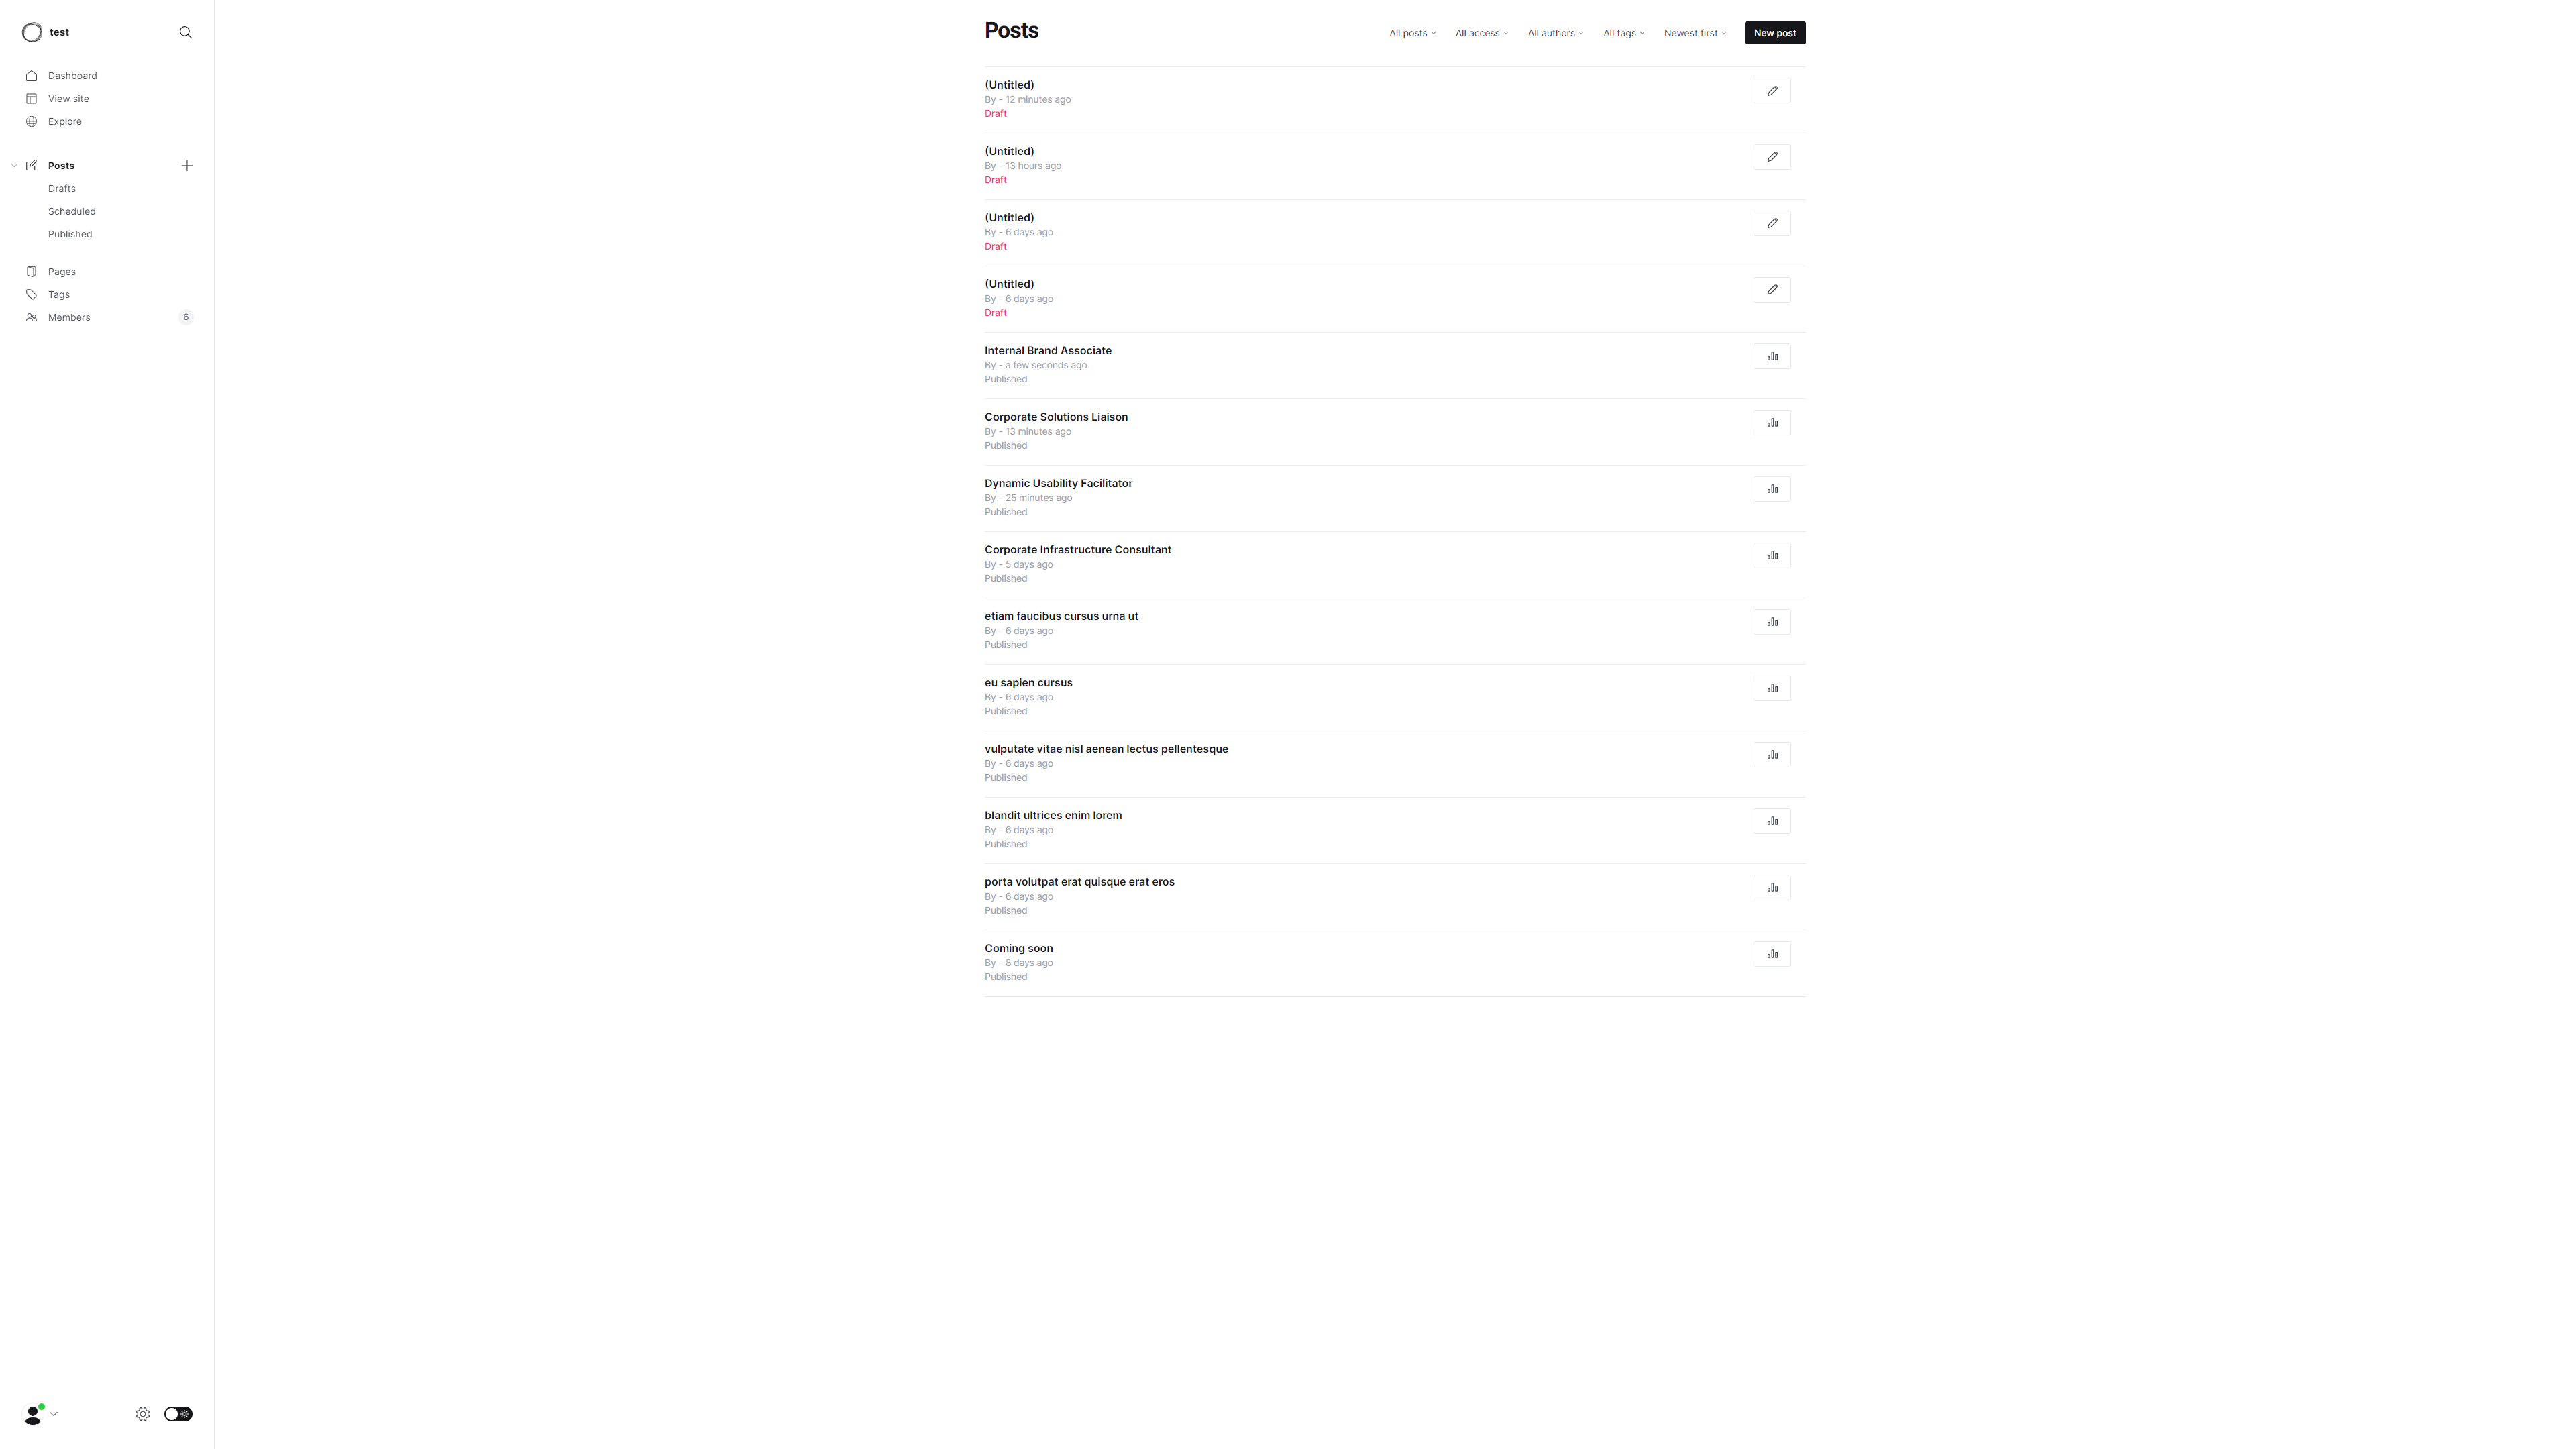 test
Dashboard
View site
Explore
Posts
Drafts
Scheduled
Published
Pages
Tags
Members 6
Posts
All posts All access All authors All tags Newest first New post
(Untitled)
By - 12 minutes ago
Draft
(Untitled)
By - 13 hours ago
Draft
(Untitled)
By - 6 days ago
Draft
(Untitled)
By - 6 days ago
Draft
Internal Brand Associate
By - a few seconds ago
Published
Corporate Solutions Liaison
By - 13 minutes ago
Published
Dynamic Usability Facilitator
By - 25 minutes ago
Published
Corporate Infrastructure Consultant
By - 5 days ago
Published
etiam faucibus cursus urna ut
By - 6 days ago
Published
eu sapien cursus
By - 6 days ago
Published
vulputate vitae nisl aenean lectus pellentesque
By - 6 days ago
Published
blandit ultrices enim lorem
By - 6 days ago
Published
porta volutpat erat quisque erat eros
By - 6 days ago
Published
Coming soon
By - 8 days ago
Published